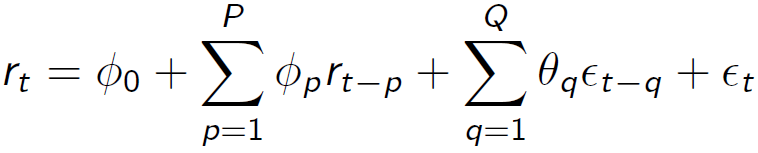 $r_t = \phi_0 + \sum_{p=1}^{P} \phi_p r_{t-p} + \sum_{q=1}^{Q} \theta_q \epsilon_{t-q} + \epsilon_t$